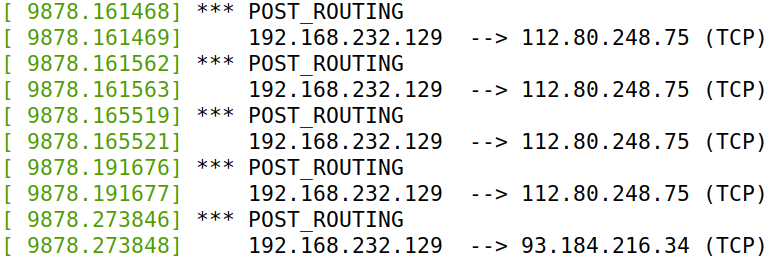 [ 9878.161468] *** POST_ROUTING
[ 9878.161469]     192.168.232.129  --> 112.80.248.75 (TCP)
[ 9878.161562] *** POST_ROUTING
[ 9878.161563]     192.168.232.129  --> 112.80.248.75 (TCP)
[ 9878.165519] *** POST_ROUTING
[ 9878.165521]     192.168.232.129  --> 112.80.248.75 (TCP)
[ 9878.191676] *** POST_ROUTING
[ 9878.191677]     192.168.232.129  --> 112.80.248.75 (TCP)
[ 9878.273846] *** POST_ROUTING
[ 9878.273848]     192.168.232.129  --> 93.184.216.34 (TCP)